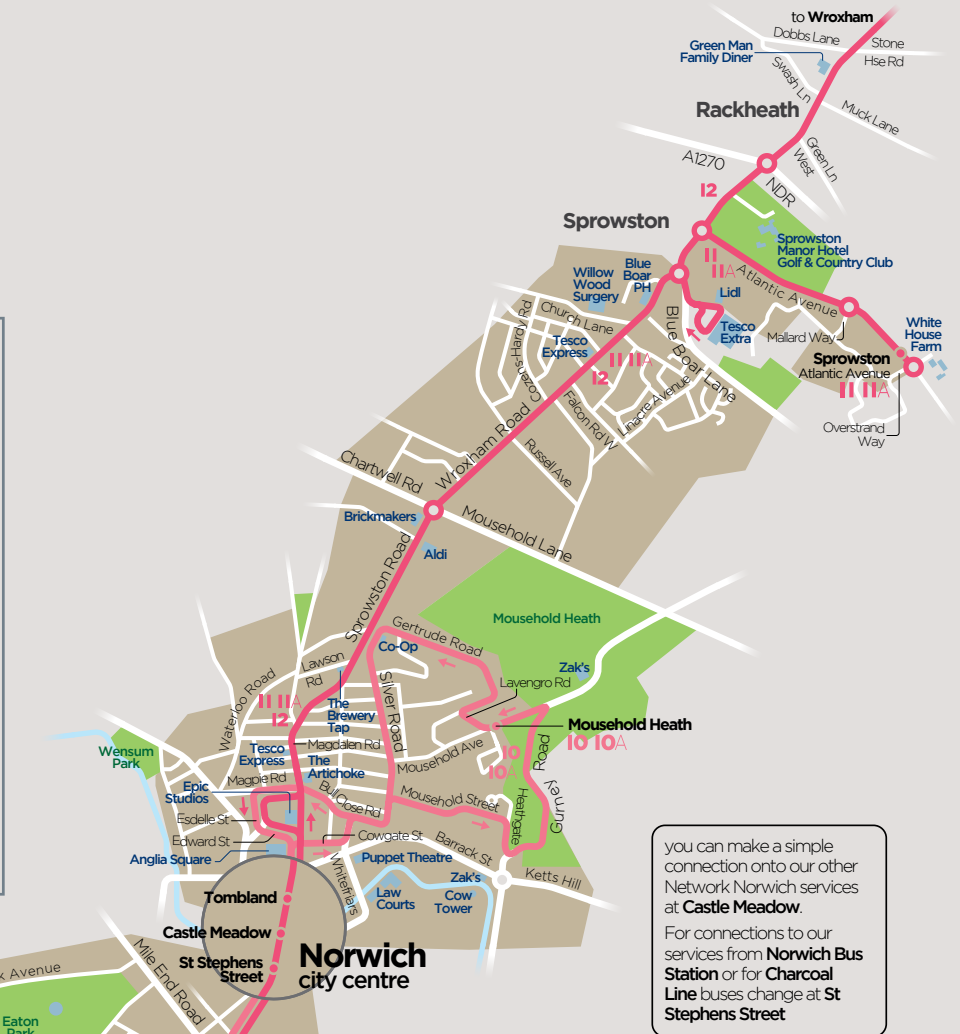 to Wroxham
Dobbs Lane
Stone
Hse Rd
Green Man
Family Diner
Swash Ln
Muck Lane
Rackheath
Green Ln
West
A1270
NDR
12
Sprowston
Sprowston
Manor Hotel
Golf & Country Club
11
11A
Atlantic Avenue
Willow
Wood
Surgery
Blue
Boar
PH
Lidl
Tesco
Extra
Mallard Way
White
House
Farm
Sprowston
Atlantic Avenue
11 11A
Overstrand
Way
Church Lane
Cozens-Hardy Rd
Tesco
Express
11 11A
12
Blue Boar Lane
Linacre Avenue
Falcon Rd W
Russell Ave
Wroxham Road
Chartwell Rd
Brickmakers
Mousehold Lane
Aldi
Sprowston Road
Mousehold Heath
Gertrude Road
Co-Op
Zak's
Lavengro Rd
Lawson
Rd
Silver Road
Waterloo Road
11 11A
12
The
Brewery
Tap
Mousehold Heath
10 10A
10
10A
Mousehold Ave
Magdalen Rd
Tesco
Express
The
Artichoke
Wensum
Park
Magpie Rd
Epic
Studios
Bull Close Rd
Mousehold Street
Heathgate
Gurney
Road
Esdelle St
Edward St
Cowgate St
Barrack St
Anglia Square
Whitefriars
Puppet Theatre
Zak's
Ketts Hill
Law
Courts
Cow
Tower
Tombland
Castle Meadow
St Stephens
Street
Norwich
city centre
Mile End Road
k Avenue
Eaton
Park
you can make a simple
connection onto our other
Network Norwich services
at Castle Meadow.
For connections to our
services from Norwich Bus
Station or for Charcoal
Line buses change at St
Stephens Street